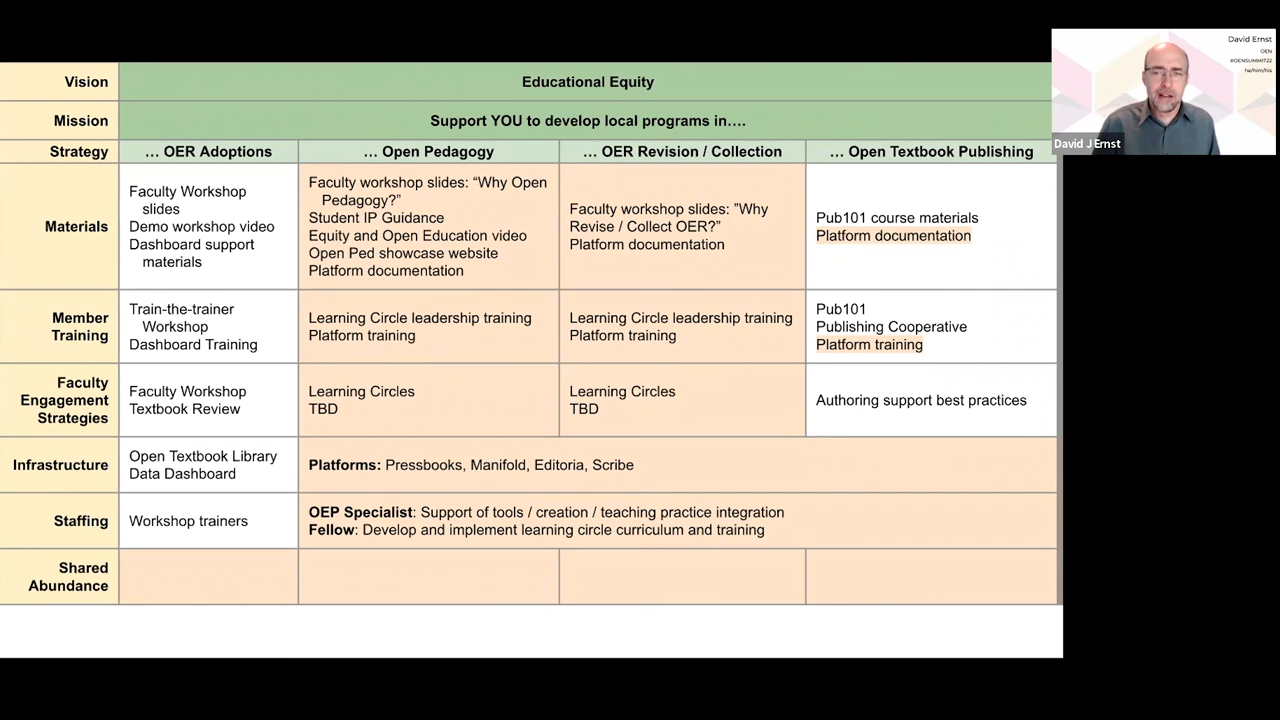 David Ernst
OEN
#OENSUMMIT22
he/him/his
David J Ernst
Vision
Educational Equity
Mission
Support YOU to develop local programs in….
Strategy
… OER Adoptions
… Open Pedagogy
… OER Revision / Collection
… Open Textbook Publishing
Materials
Faculty Workshop
slides
Demo workshop video
Dashboard support
materials
Faculty workshop slides: “Why Open
Pedagogy?”
Student IP Guidance
Equity and Open Education video
Open Ped showcase website
Platform documentation
Faculty workshop slides: ”Why
Revise / Collect OER?”
Platform documentation
Pub101 course materials
Platform documentation
Member
Training
Train-the-trainer
Workshop
Dashboard Training
Learning Circle leadership training
Platform training
Learning Circle leadership training
Platform training
Pub101
Publishing Cooperative
Platform training
Faculty
Engagement
Strategies
Faculty Workshop
Textbook Review
Learning Circles
TBD
Learning Circles
TBD
Authoring support best practices
Infrastructure
Open Textbook Library
Data Dashboard
Platforms: Pressbooks, Manifold, Editoria, Scribe
Staffing
Workshop trainers
OEP Specialist: Support of tools / creation / teaching practice integration
Fellow: Develop and implement learning circle curriculum and training
Shared
Abundance